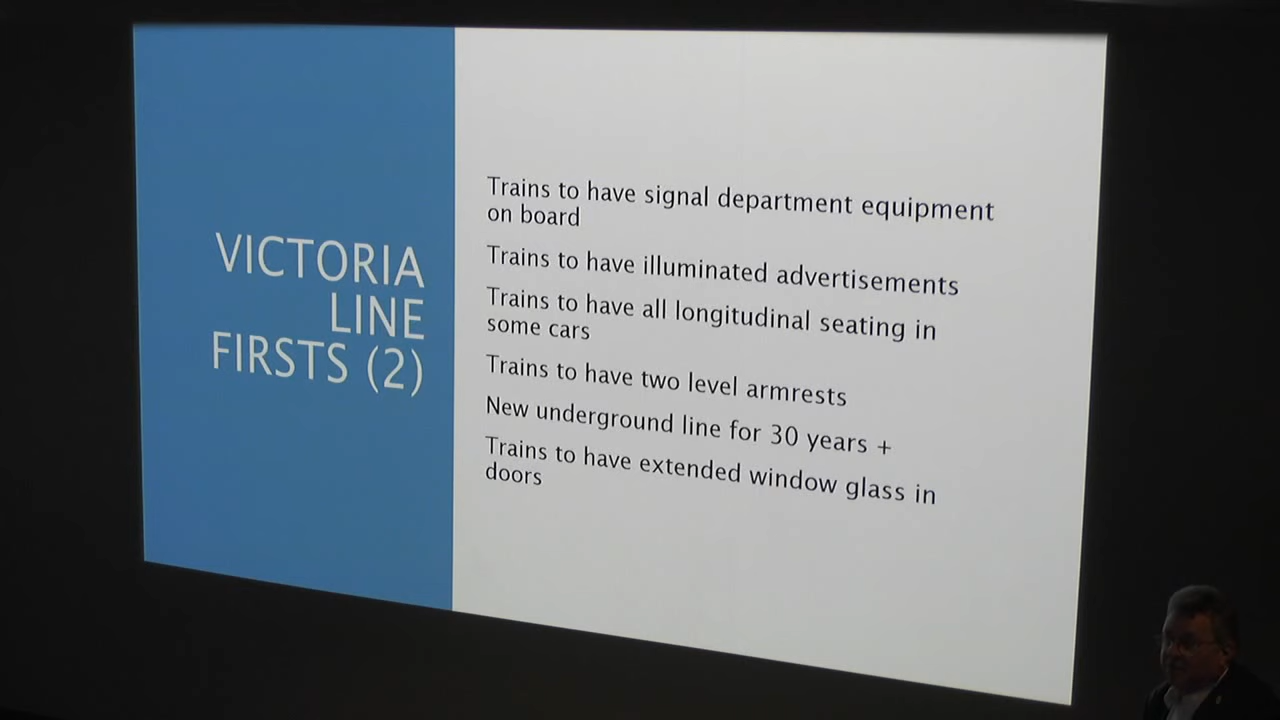 VICTORIA
LINE
FIRSTS (2)
Trains to have signal department equipment
on board
Trains to have illuminated advertisements
Trains to have all longitudinal seating in
some cars
Trains to have two level armrests
New underground line for 30 years +
Trains to have extended window glass in
doors